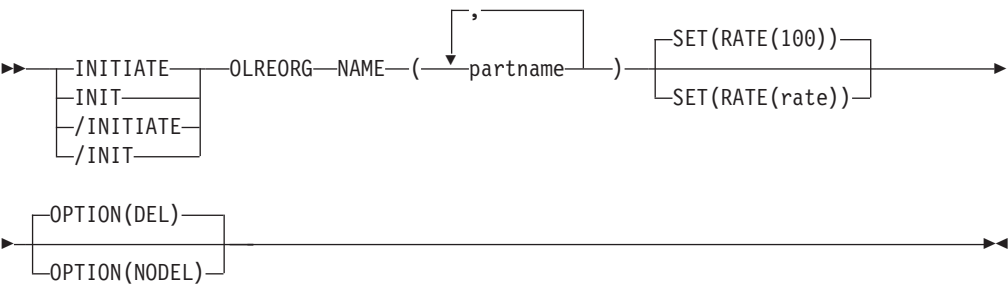 ,
SET(RATE(100))
INITIATE OLREORG NAME ( partname )
INIT SET(RATE(rate))
/INITIATE
/INIT
OPTION(DEL)
OPTION(NODEL)